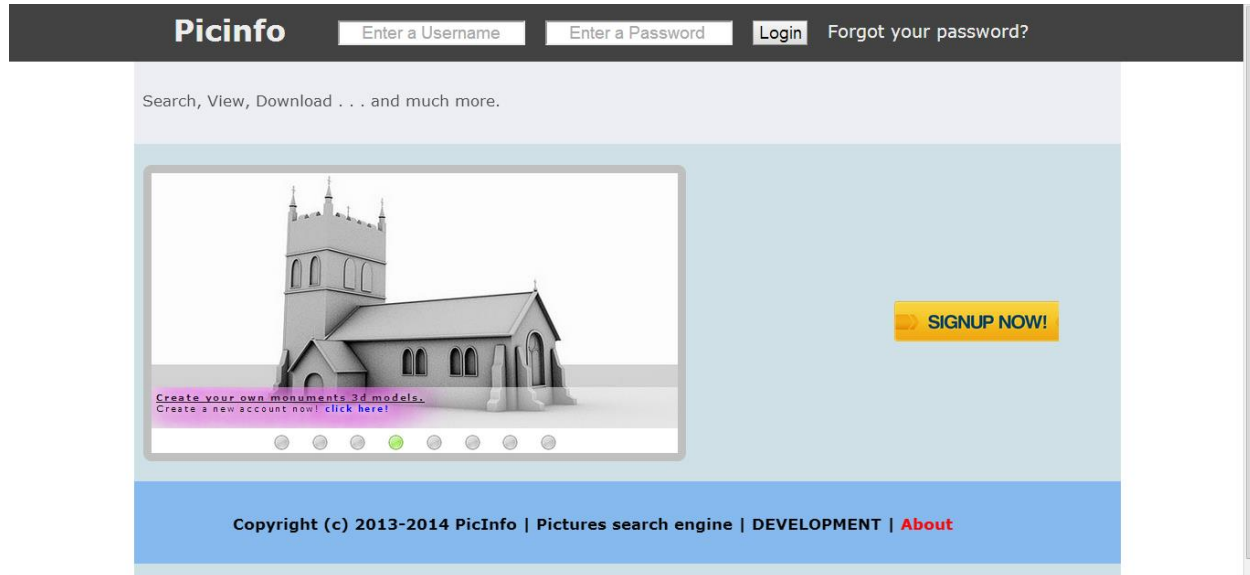 Picinfo Enter a Username Enter a Password Login Forgot your password?
Search, View, Download . . . and much more.
SIGNUP NOW!
Create your own monuments 3d models.
Create a new account now! click here!
Copyright (c) 2013-2014 PicInfo | Pictures search engine | DEVELOPMENT | About